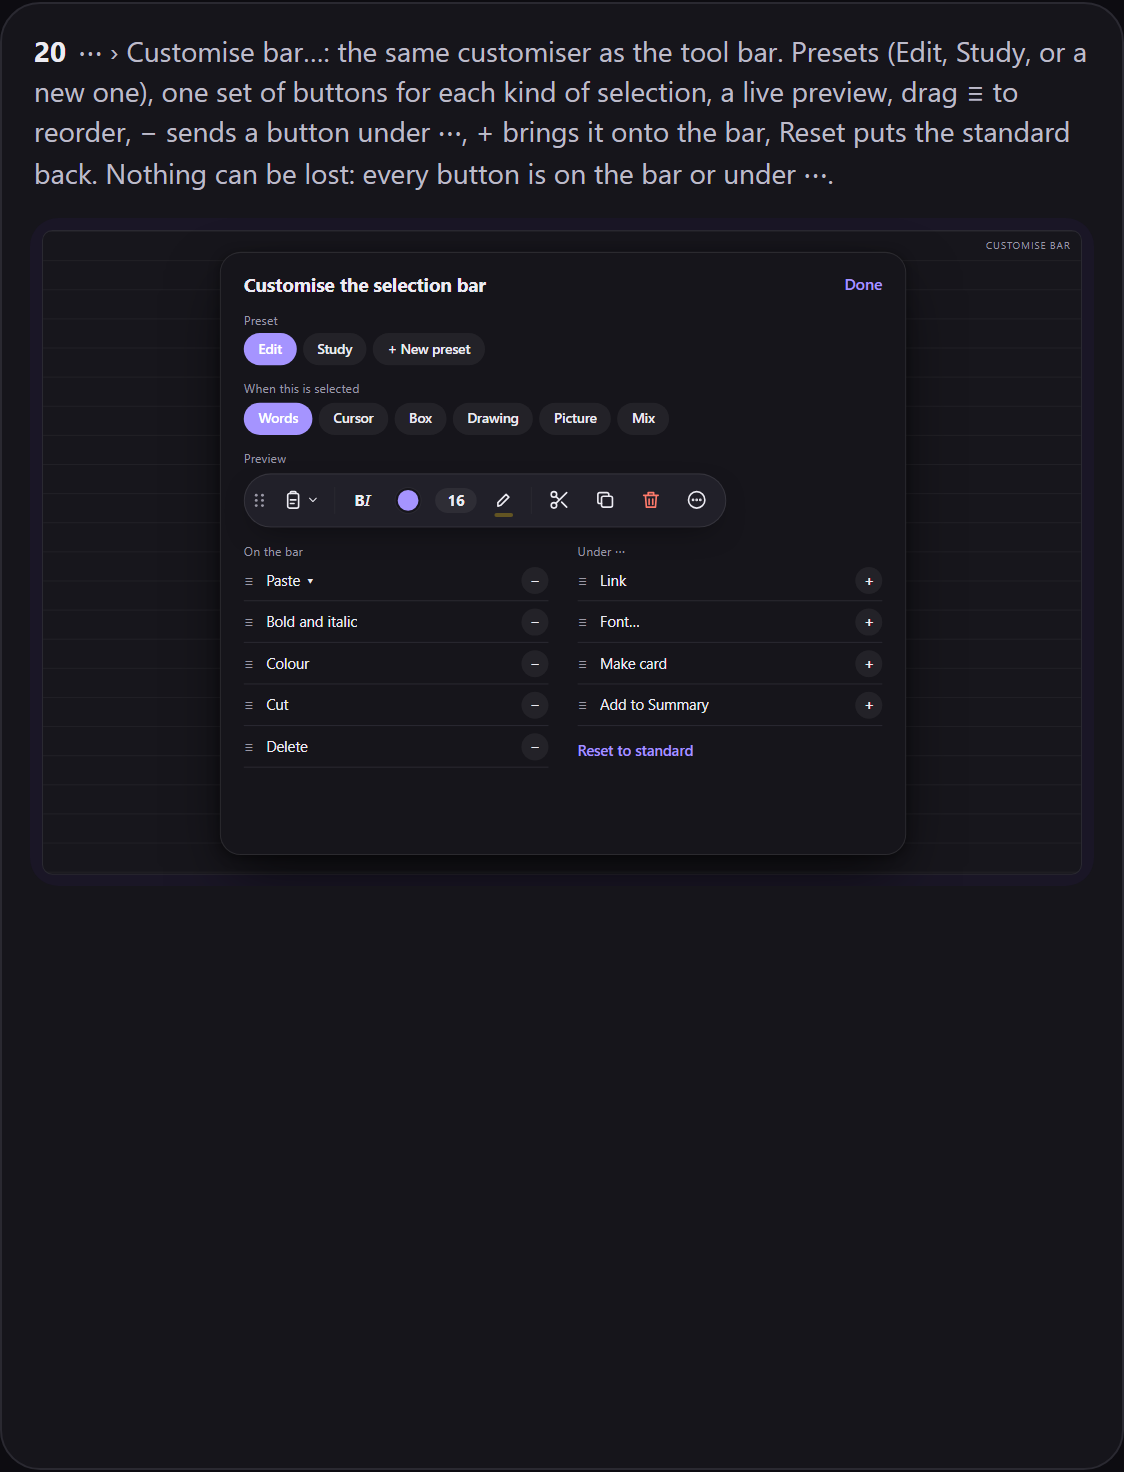 20 ··· › Customise bar...: the same customiser as the tool bar. Presets (Edit, Study, or a
new one), one set of buttons for each kind of selection, a live preview, drag ≡ to
reorder, − sends a button under ···, + brings it onto the bar, Reset puts the standard
back. Nothing can be lost: every button is on the bar or under ···.
CUSTOMISE BAR
Customise the selection bar
Done
Preset
Edit
Study
+ New preset
When this is selected
Words
Cursor
Box
Drawing
Picture
Mix
Preview
BI
16
On the bar
Paste ▾
Bold and italic
Colour
Cut
Delete
Under ···
Link
Font...
Make card
Add to Summary
Reset to standard